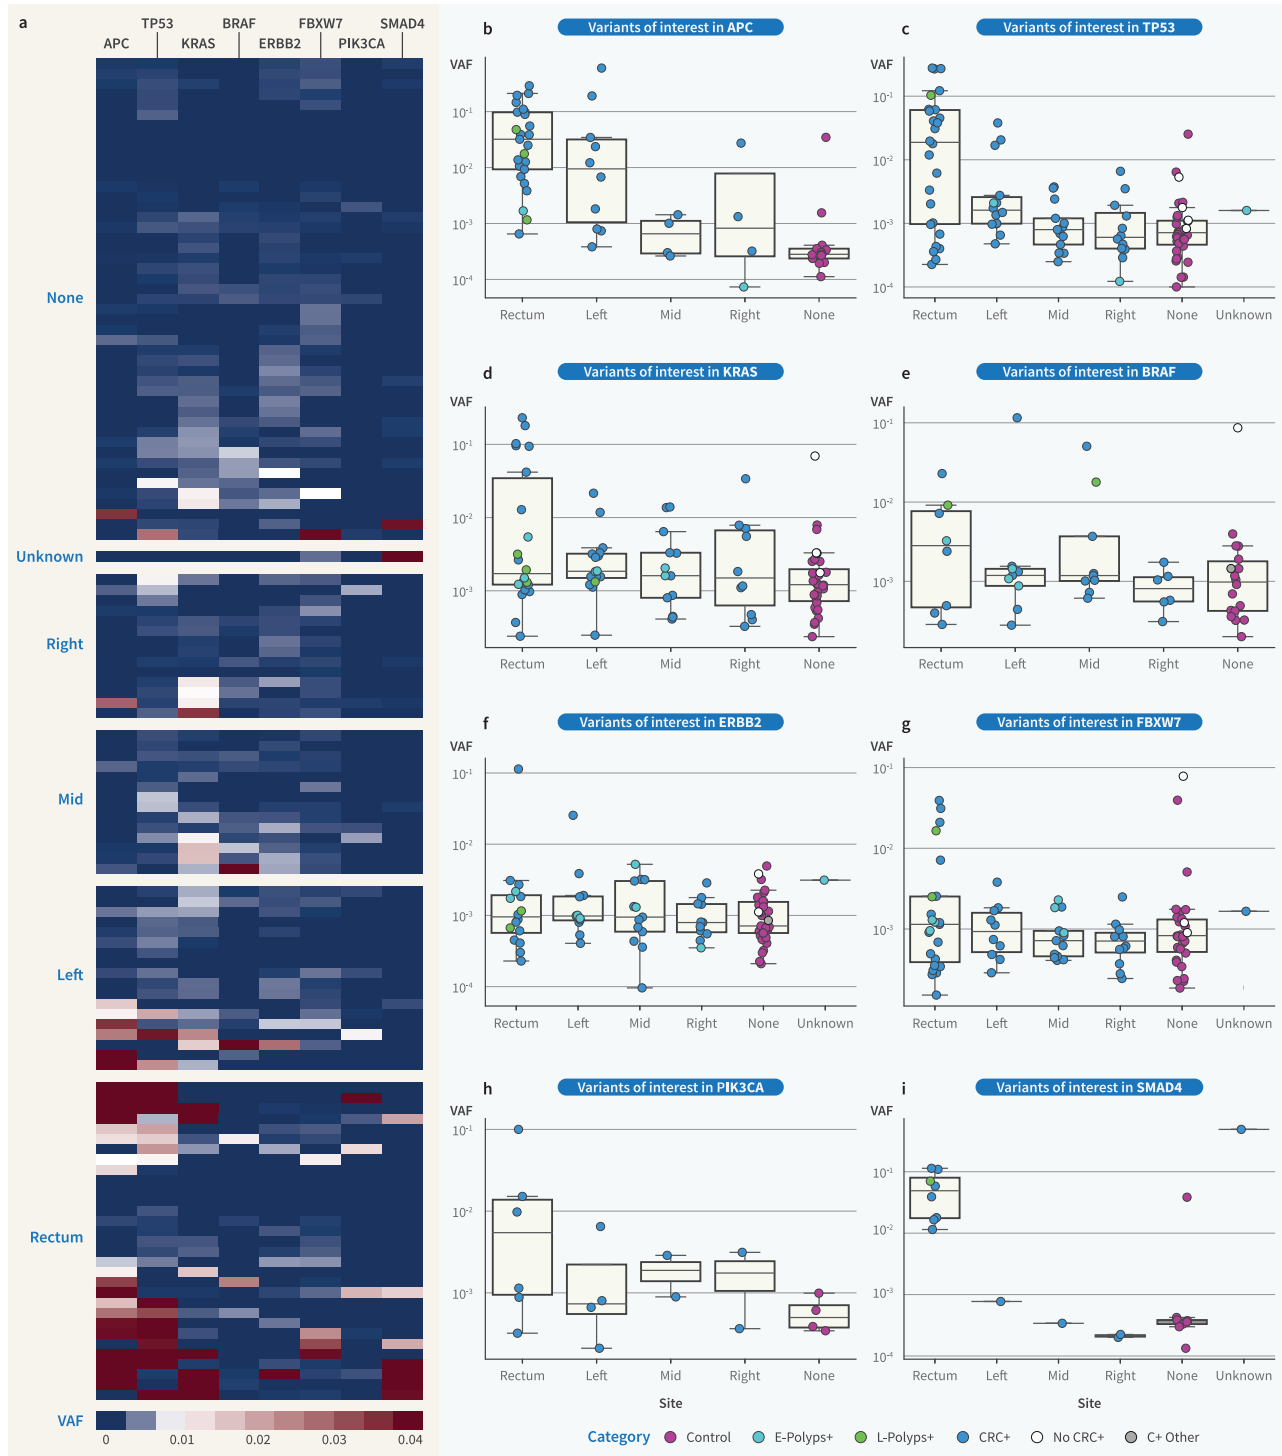 a
TP53 BRAF FBXW7 SMAD4
APC KRAS ERBB2 PIK3CA
None
Unknown
Right
Mid
Left
Rectum
VAF
0 0.01 0.02 0.03 0.04
b Variants of interest in APC
VAF
10⁻¹
10⁻²
10⁻³
10⁻⁴
Rectum Left Mid Right None
c Variants of interest in TP53
VAF
10⁻¹
10⁻²
10⁻³
10⁻⁴
Rectum Left Mid Right None Unknown
d Variants of interest in KRAS
VAF
10⁻¹
10⁻²
10⁻³
Rectum Left Mid Right None
e Variants of interest in BRAF
VAF
10⁻¹
10⁻²
10⁻³
Rectum Left Mid Right None
f Variants of interest in ERBB2
VAF
10⁻¹
10⁻²
10⁻³
10⁻⁴
Rectum Left Mid Right None Unknown
g Variants of interest in FBXW7
VAF
10⁻¹
10⁻²
10⁻³
Rectum Left Mid Right None Unknown
h Variants of interest in PIK3CA
VAF
10⁻¹
10⁻²
10⁻³
Rectum Left Mid Right None
Site
i Variants of interest in SMAD4
VAF
10⁻¹
10⁻²
10⁻³
10⁻⁴
Rectum Left Mid Right None Unknown
Site
Category Control E-Polyps+ L-Polyps+ CRC+ No CRC+ C+ Other